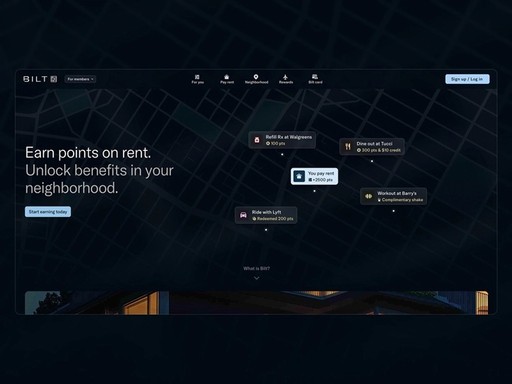 BILT
For members
For you
Pay rent
Neighborhood
Rewards
Bilt card
Sign up / Log in
Earn points on rent.
Unlock benefits in your
neighborhood.
Start earning today
Refill Rx at Walgreens
100 pts
Dine out at Tucci
300 pts & $10 credit
You pay rent
+2500 pts
Workout at Barry's
Complimentary shake
Ride with Lyft
Redeemed 200 pts
What is Bilt?